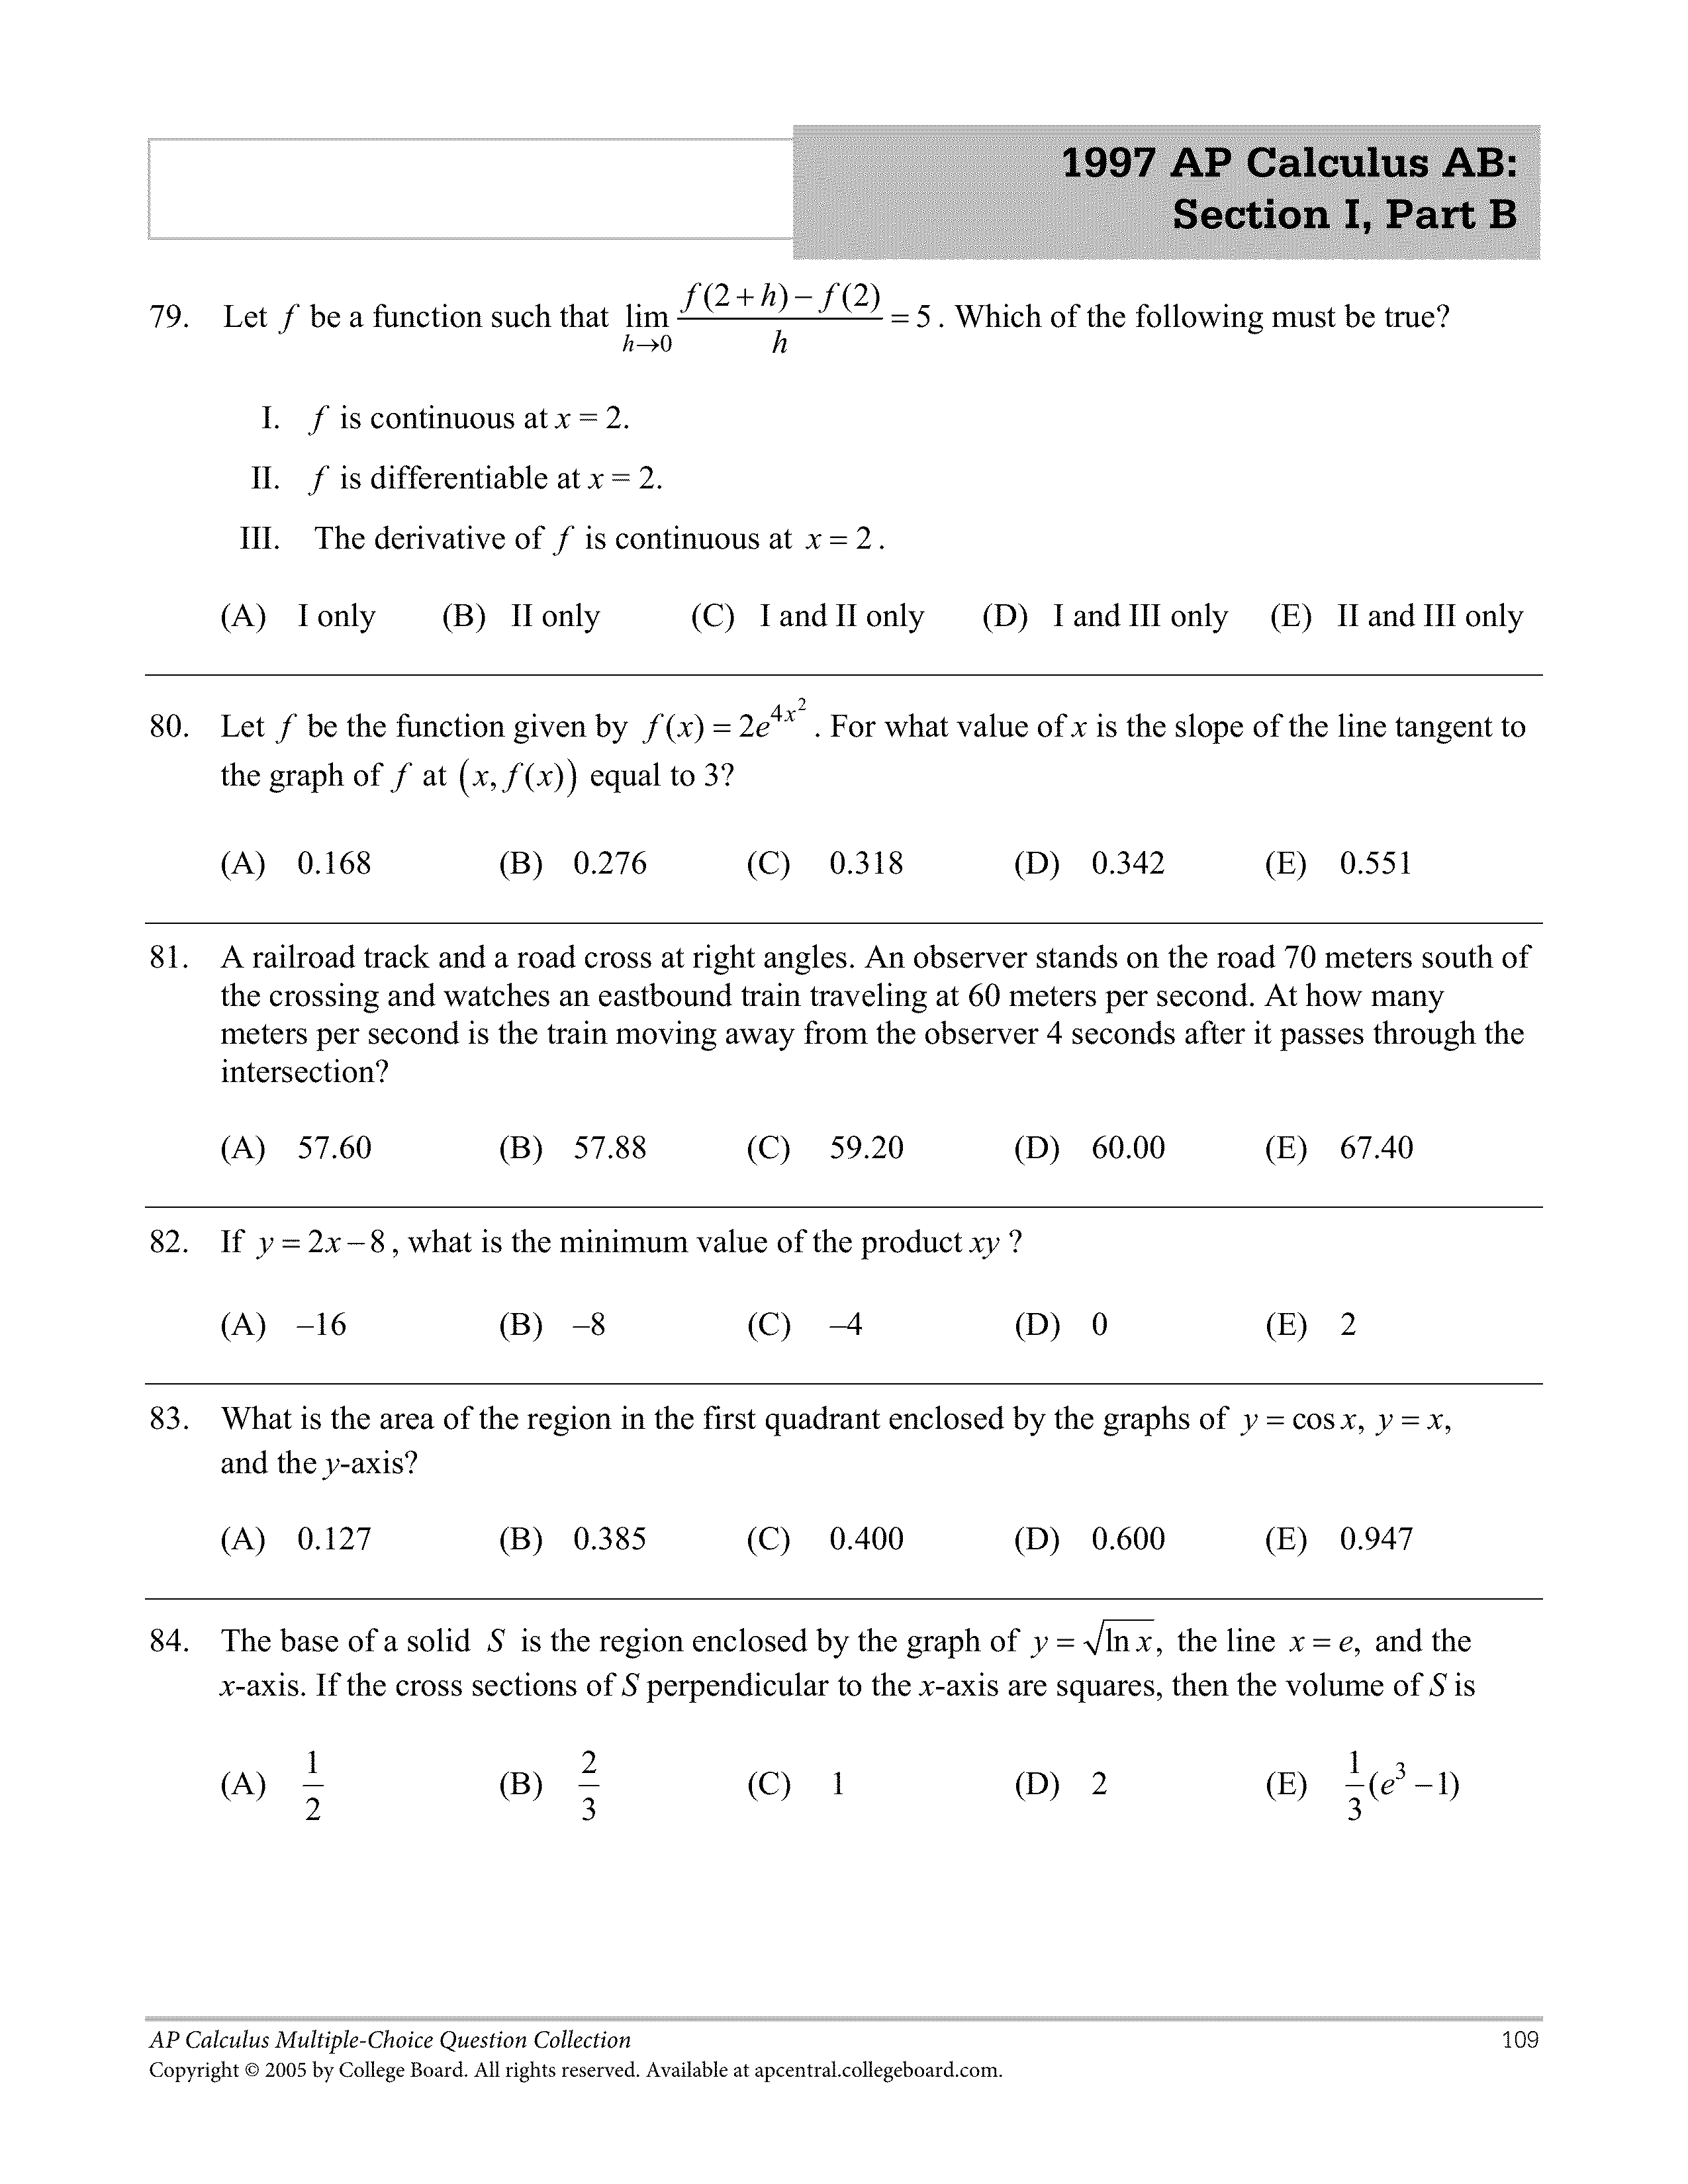 1997 AP Calculus AB:
Section I, Part B
79. Let f be a function such that lim_{h→0} \frac{f(2+h)−f(2)}{h} = 5. Which of the following must be true?
I. f is continuous at x = 2.
II. f is differentiable at x = 2.
III. The derivative of f is continuous at x = 2.
(A) I only (B) II only (C) I and II only (D) I and III only (E) II and III only
80. Let f be the function given by f(x) = 2e^{4x^2}. For what value of x is the slope of the line tangent to
the graph of f at (x, f(x)) equal to 3?
(A) 0.168 (B) 0.276 (C) 0.318 (D) 0.342 (E) 0.551
81. A railroad track and a road cross at right angles. An observer stands on the road 70 meters south of
the crossing and watches an eastbound train traveling at 60 meters per second. At how many
meters per second is the train moving away from the observer 4 seconds after it passes through the
intersection?
(A) 57.60 (B) 57.88 (C) 59.20 (D) 60.00 (E) 67.40
82. If y = 2x − 8, what is the minimum value of the product xy ?
(A) –16 (B) –8 (C) –4 (D) 0 (E) 2
83. What is the area of the region in the first quadrant enclosed by the graphs of y = cos x, y = x,
and the y-axis?
(A) 0.127 (B) 0.385 (C) 0.400 (D) 0.600 (E) 0.947
84. The base of a solid S is the region enclosed by the graph of y = √(ln x), the line x = e, and the
x-axis. If the cross sections of S perpendicular to the x-axis are squares, then the volume of S is
(A) \frac{1}{2} (B) \frac{2}{3} (C) 1 (D) 2 (E) \frac{1}{3}(e^3 − 1)
AP Calculus Multiple-Choice Question Collection 109
Copyright © 2005 by College Board. All rights reserved. Available at apcentral.collegeboard.com.